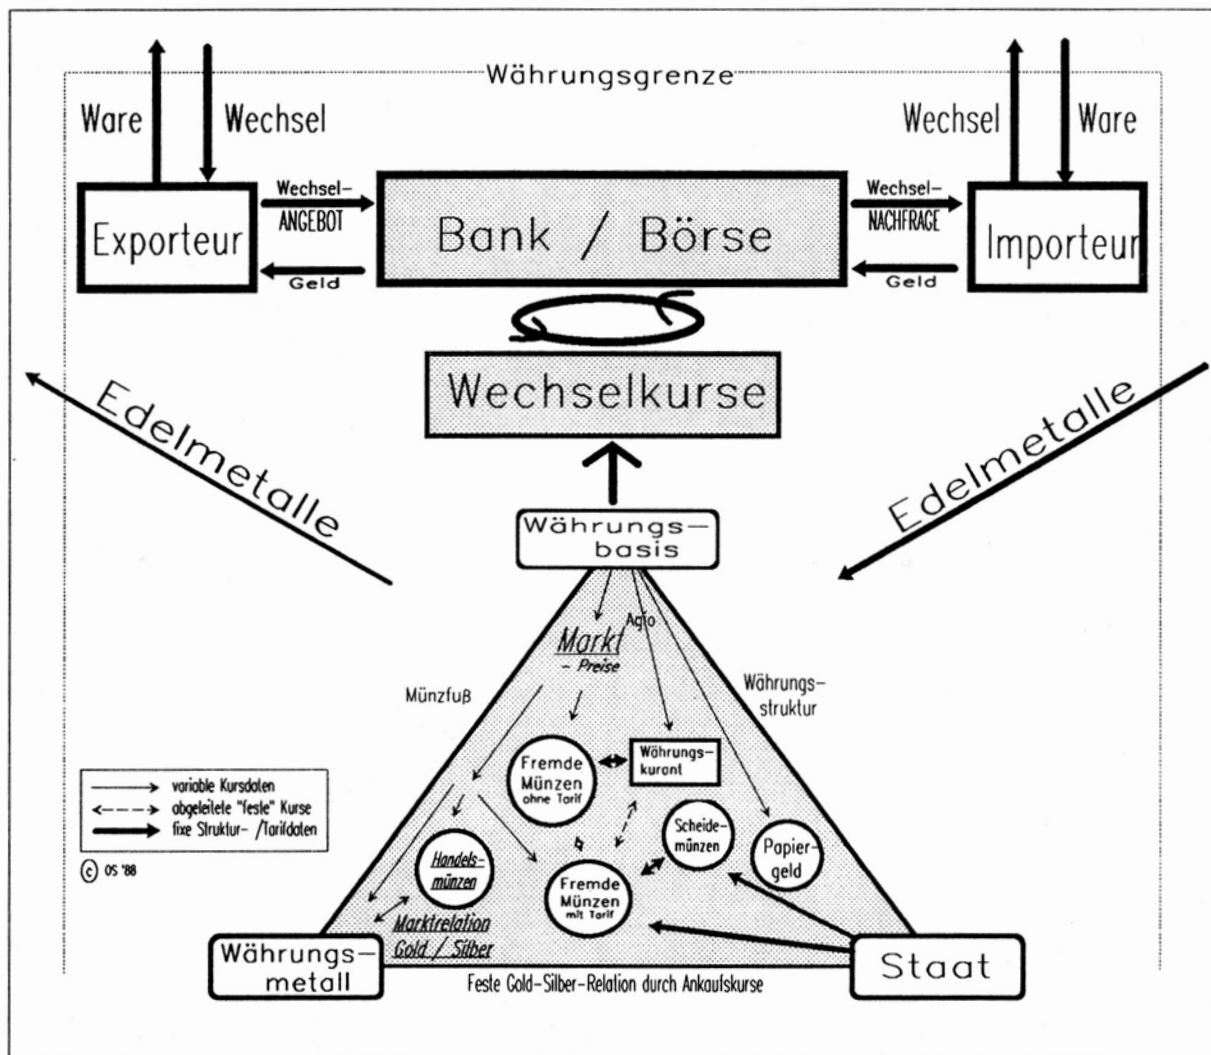 Währungsgrenze
Ware
Wechsel
Wechsel
Ware
Exporteur
Wechsel-
ANGEBOT
Geld
Bank / Börse
Wechsel-
NACHFRAGE
Geld
Importeur
Wechselkurse
Edelmetalle
Edelmetalle
Währungs-
basis
Agio
Markt
- Preise
Münzfuß
Währungs-
struktur
Fremde
Münzen
ohne Tarif
Währungs-
kurant
variable Kursdaten
abgeleitete "feste" Kurse
fixe Struktur- /Tarifdaten
© OS '88
Scheide-
münzen
Papier-
geld
Handels-
münzen
Fremde
Münzen
mit Tarif
Marktrelation
Gold / Silber
Währungs-
metall
Staat
Feste Gold-Silber-Relation durch Ankaufskurse